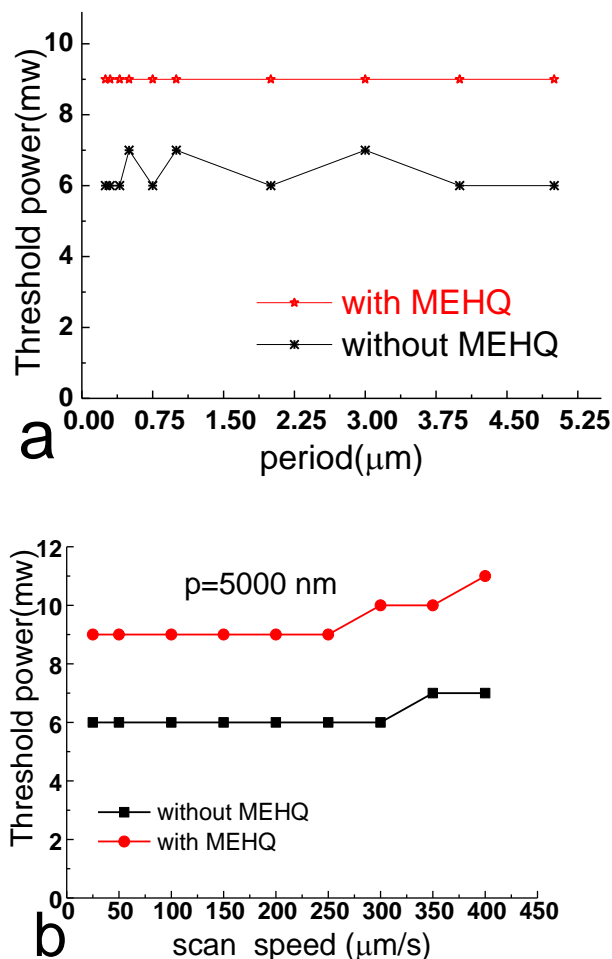 10
8
6
4
2
0
Threshold power(mw)
with MEHQ
without MEHQ
0.00 0.75 1.50 2.25 3.00 3.75 4.50 5.25
period(μm)
a
12
10
8
6
4
2
0
Threshold power(mw)
p=5000 nm
without MEHQ
with MEHQ
0 50 100 150 200 250 300 350 400 450
scan speed (μm/s)
b